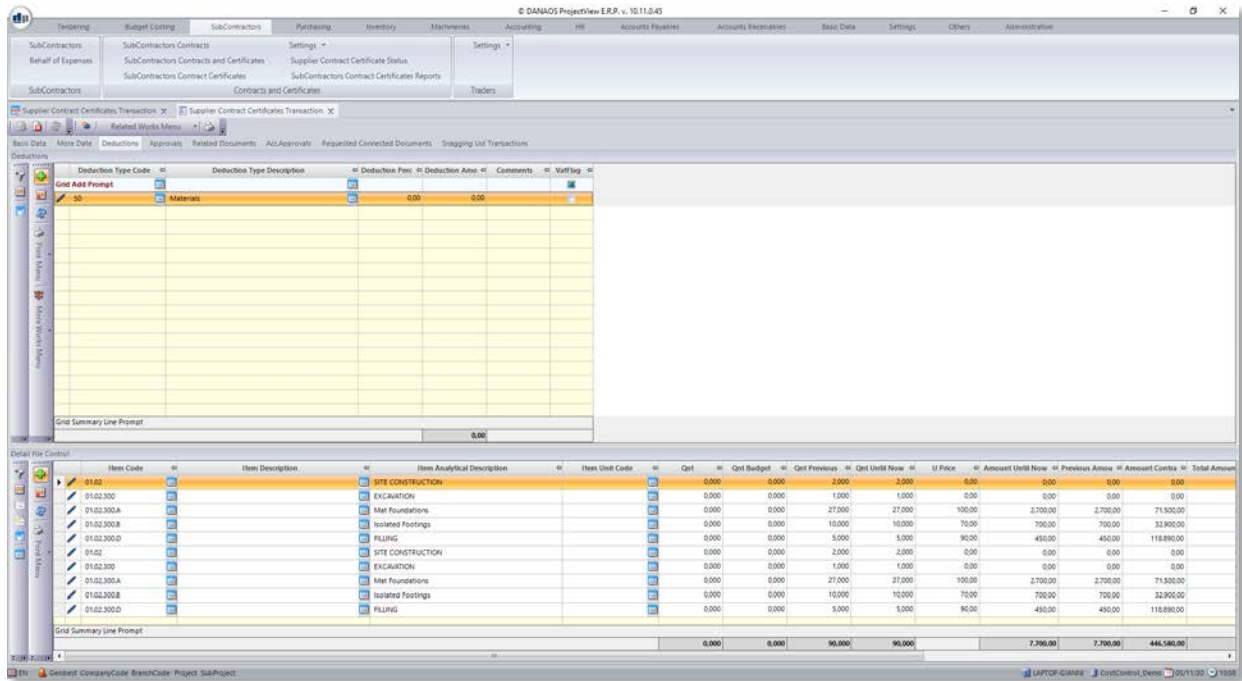 © DANAOS ProjectView E.R.P. v. 10.11.0.45
Tendering Budget Costing SubContractors Purchasing Inventory Machineries Accounting HR Accounts Payables Accounts Receivables Basic Data Settings Others Administration
SubContractors SubContractors Contracts Settings Settings
Behalf of Expenses SubContractors Contracts and Certificates Supplier Contract Certificate Status
SubContractors Contract Certificates SubContractors Contract Certificates Reports
SubContractors Contracts and Certificates Traders
Supplier Contract Certificates Transaction x Supplier Contract Certificates Transaction x
Related Works Menu
Basic Data More Data Deductions Approvals Related Documents Acc.Approvals Requested Connected Documents Snagging List Transactions
Deductions
Deduction Type Code Deduction Type Description Deduction Perc Deduction Amo Comments VatFlag
Grid Add Prompt
50 Materials 0,00 0,00
Print Menu
More Works Menu
Grid Summary Line Prompt
0,00
Detail File Control
Item Code Item Description Item Analytical Description Item Unit Code Qnt Qnt Budget Qnt Previous Qnt Until Now U Price Amount Until Now Previous Amou Amount Contra Total Amoun
01.02 SITE CONSTRUCTION 0,000 0,000 2,000 2,000 0,00 0,00 0,00 0,00
01.02.300 EXCAVATION 0,000 0,000 1,000 1,000 0,00 0,00 0,00 0,00
01.02.300.A Mat Foundations 0,000 0,000 27,000 27,000 100,00 2.700,00 2.700,00 71.500,00
01.02.300.B Isolated Footings 0,000 0,000 10,000 10,000 70,00 700,00 700,00 32.900,00
01.02.300.D PILLING 0,000 0,000 5,000 5,000 90,00 450,00 450,00 118.890,00
01.02 SITE CONSTRUCTION 0,000 0,000 2,000 2,000 0,00 0,00 0,00 0,00
01.02.300 EXCAVATION 0,000 0,000 1,000 1,000 0,00 0,00 0,00 0,00
01.02.300.A Mat Foundations 0,000 0,000 27,000 27,000 100,00 2.700,00 2.700,00 71.500,00
01.02.300.B Isolated Footings 0,000 0,000 10,000 10,000 70,00 700,00 700,00 32.900,00
01.02.300.D PILLING 0,000 0,000 5,000 5,000 90,00 450,00 450,00 118.890,00
Print Menu
Grid Summary Line Prompt
0,000 0,000 90,000 90,000 7.700,00 7.700,00 446.580,00
EN Geobest CompanyCode BranchCode Project SubProject LAPTOP-GIANNI CostControl_Demo 05/11/20 10:58